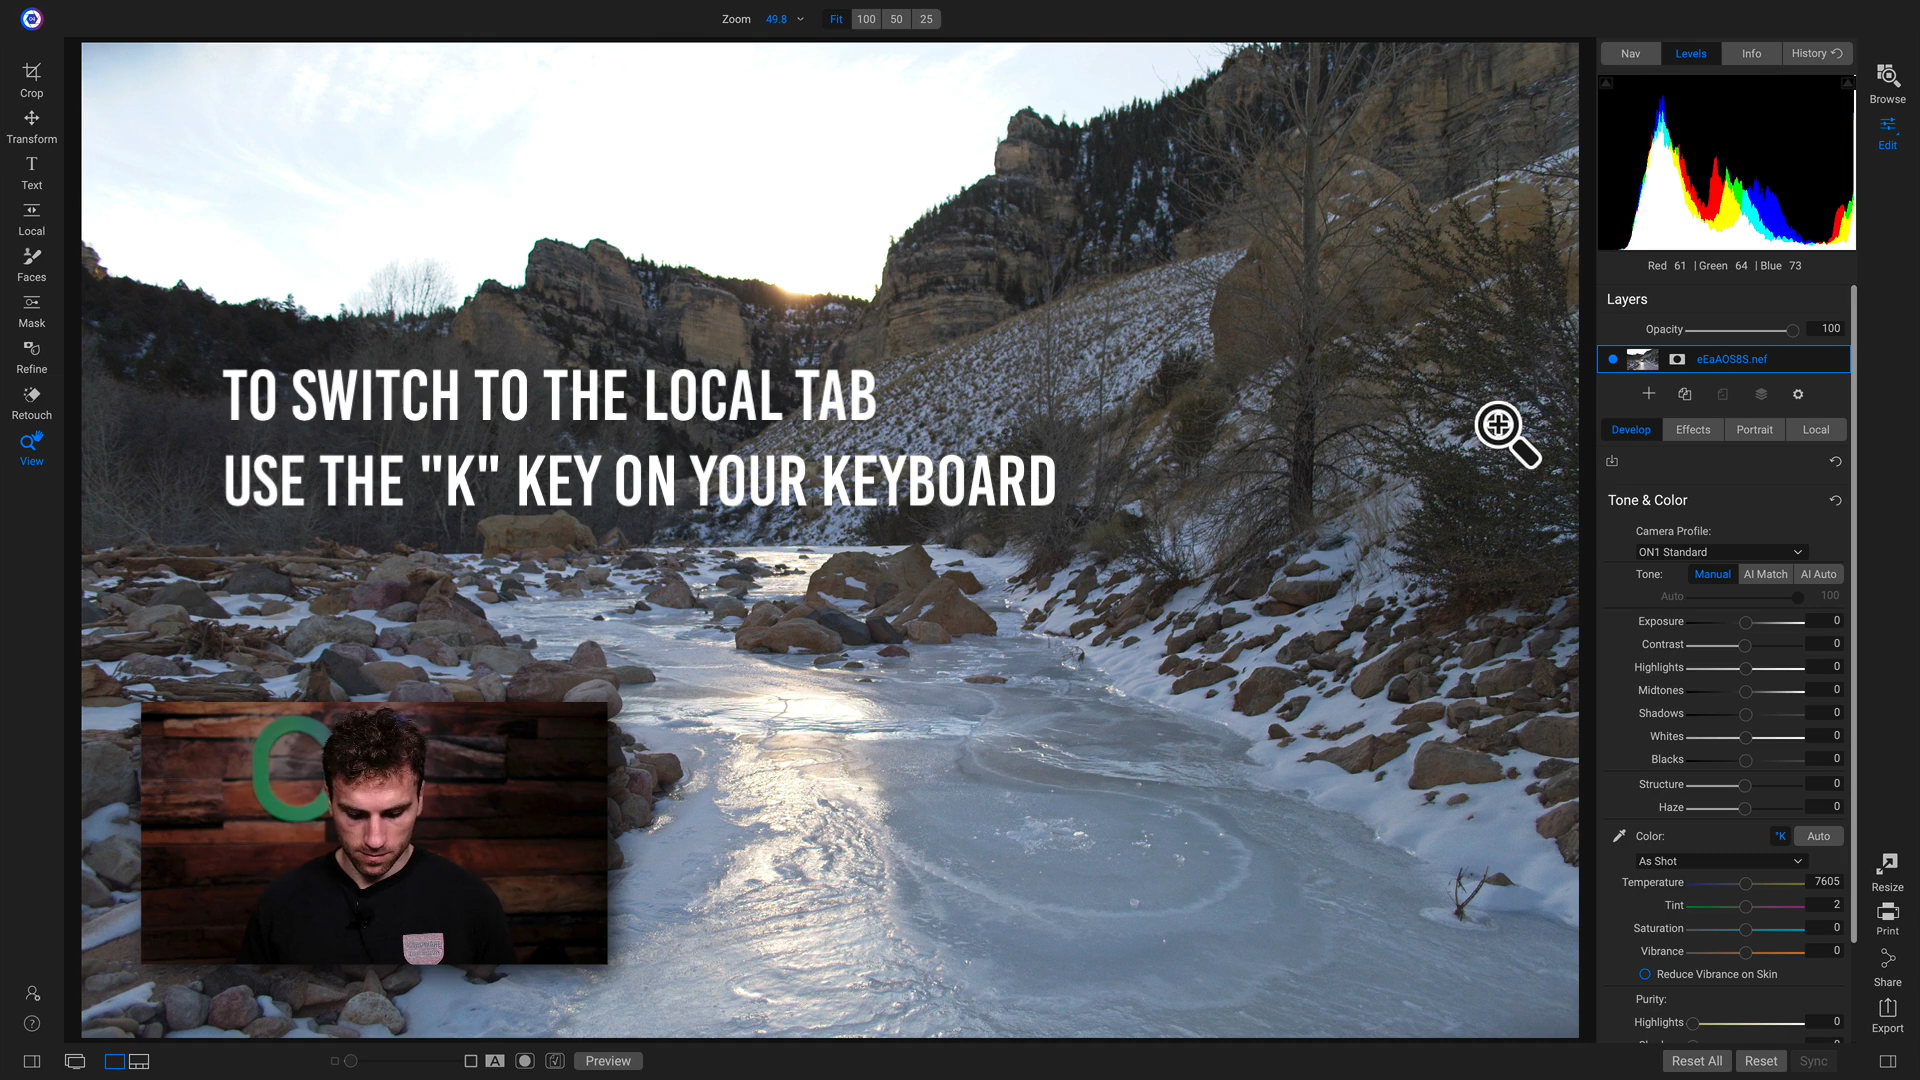 Zoom 49.8 Fit 100 50 25
Nav Levels Info History
Crop
Transform
Text
Local
Faces
Mask
Refine
Retouch
View
Browse
Edit
Red 61 | Green 64 | Blue 73
Layers
Opacity 100
eEaAOS8S.nef
Develop Effects Portrait Local
TO SWITCH TO THE LOCAL TAB
USE THE "K" KEY ON YOUR KEYBOARD
Tone & Color
Camera Profile:
ON1 Standard
Tone: Manual AI Match AI Auto
Auto 100
Exposure 0
Contrast 0
Highlights 0
Midtones 0
Shadows 0
Whites 0
Blacks 0
Structure 0
Haze 0
Color: °K Auto
As Shot
Temperature 7605
Tint 2
Saturation 0
Vibrance 0
Reduce Vibrance on Skin
Purity:
Highlights 0
Resize
Print
Share
Export
A Preview
Reset All Reset Sync